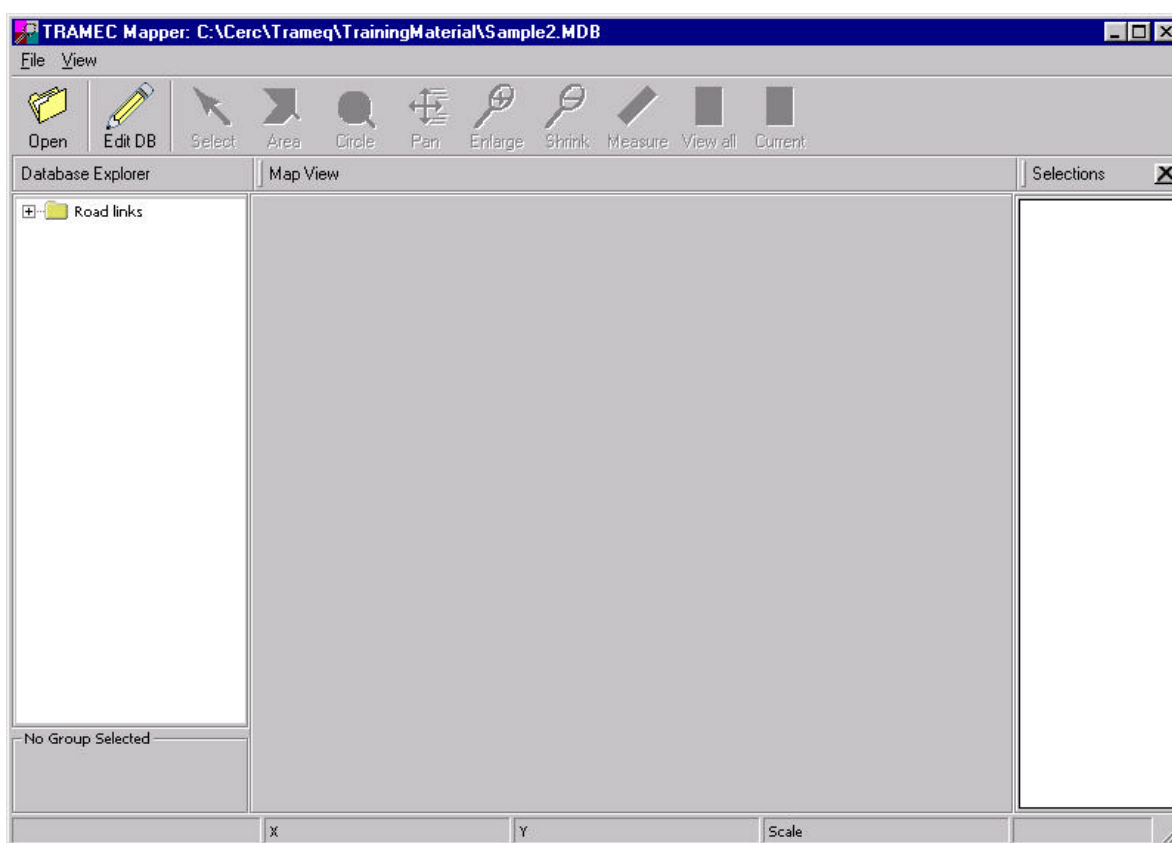 TRAMEC Mapper: C:\Cerc\Trameq\TrainingMaterial\Sample2.MDB
File View
Open Edit DB Select Area Circle Pan Enlarge Shrink Measure View all Current
Database Explorer Map View Selections
Road links
No Group Selected
X Y Scale